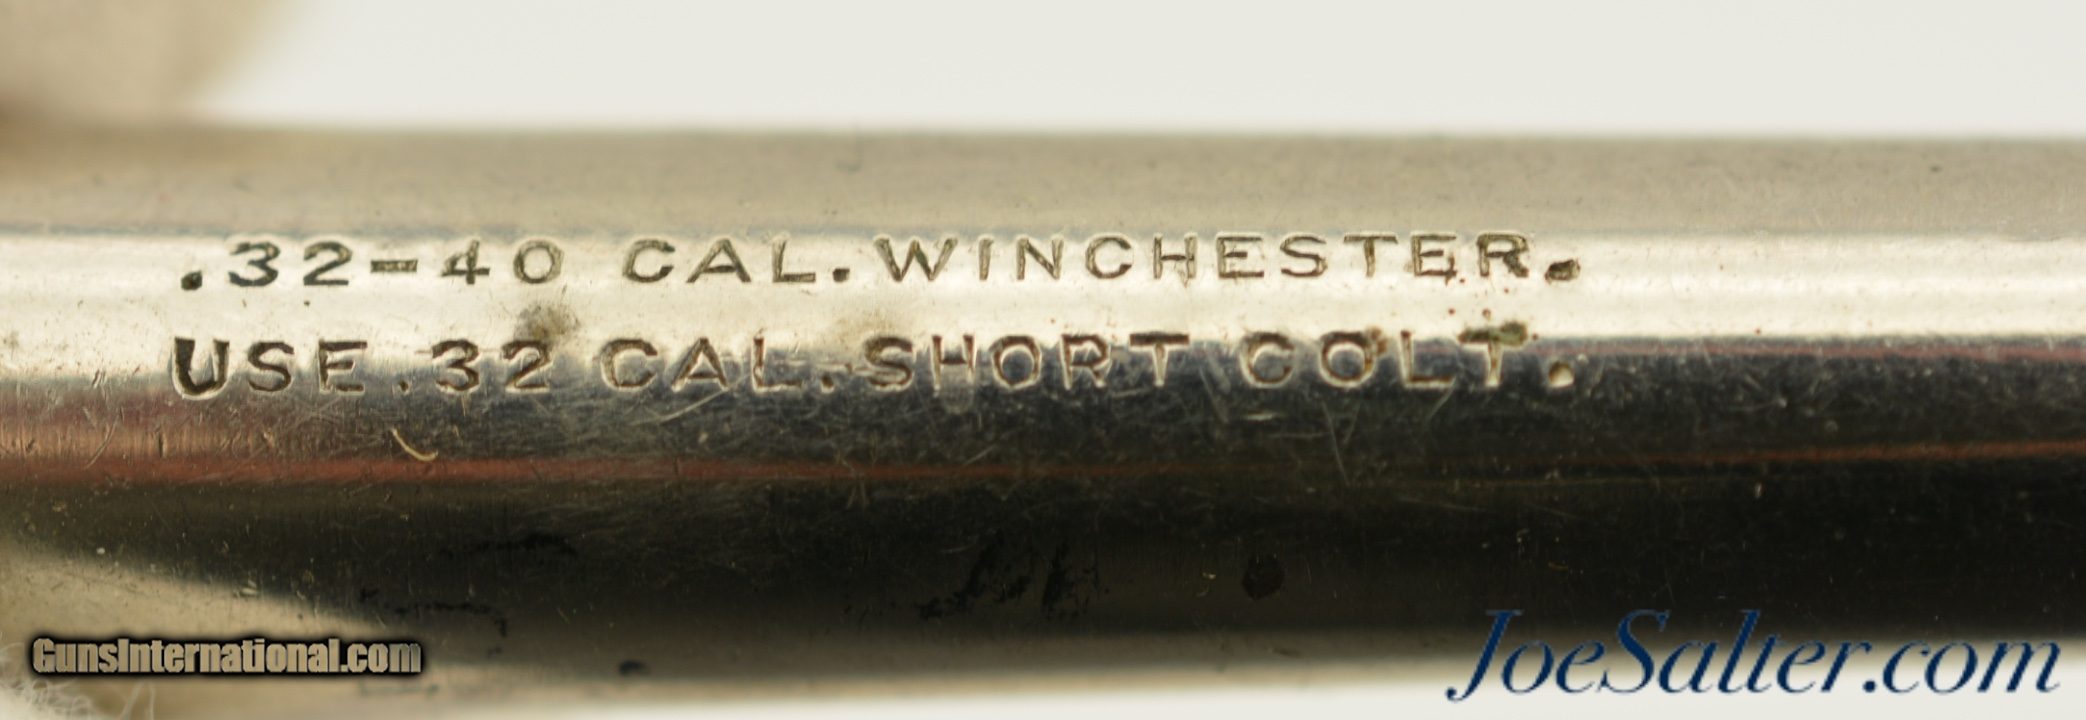 .32-40 CAL. WINCHESTER.
USE .32 CAL. SHORT COLT.
GunsInternational.com
JoeSalter.com